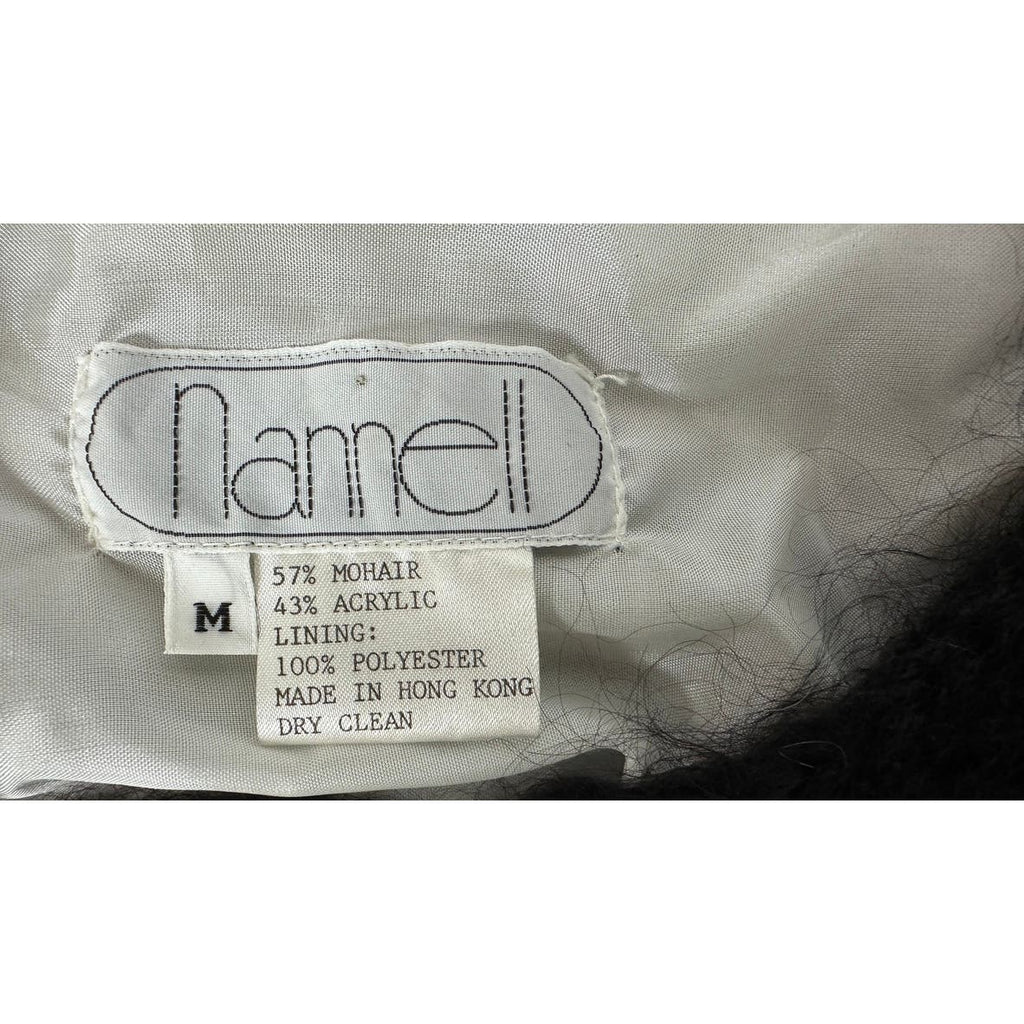 Nannell
M
57% MOHAIR
43% ACRYLIC
LINING:
100% POLYESTER
MADE IN HONG KONG
DRY CLEAN